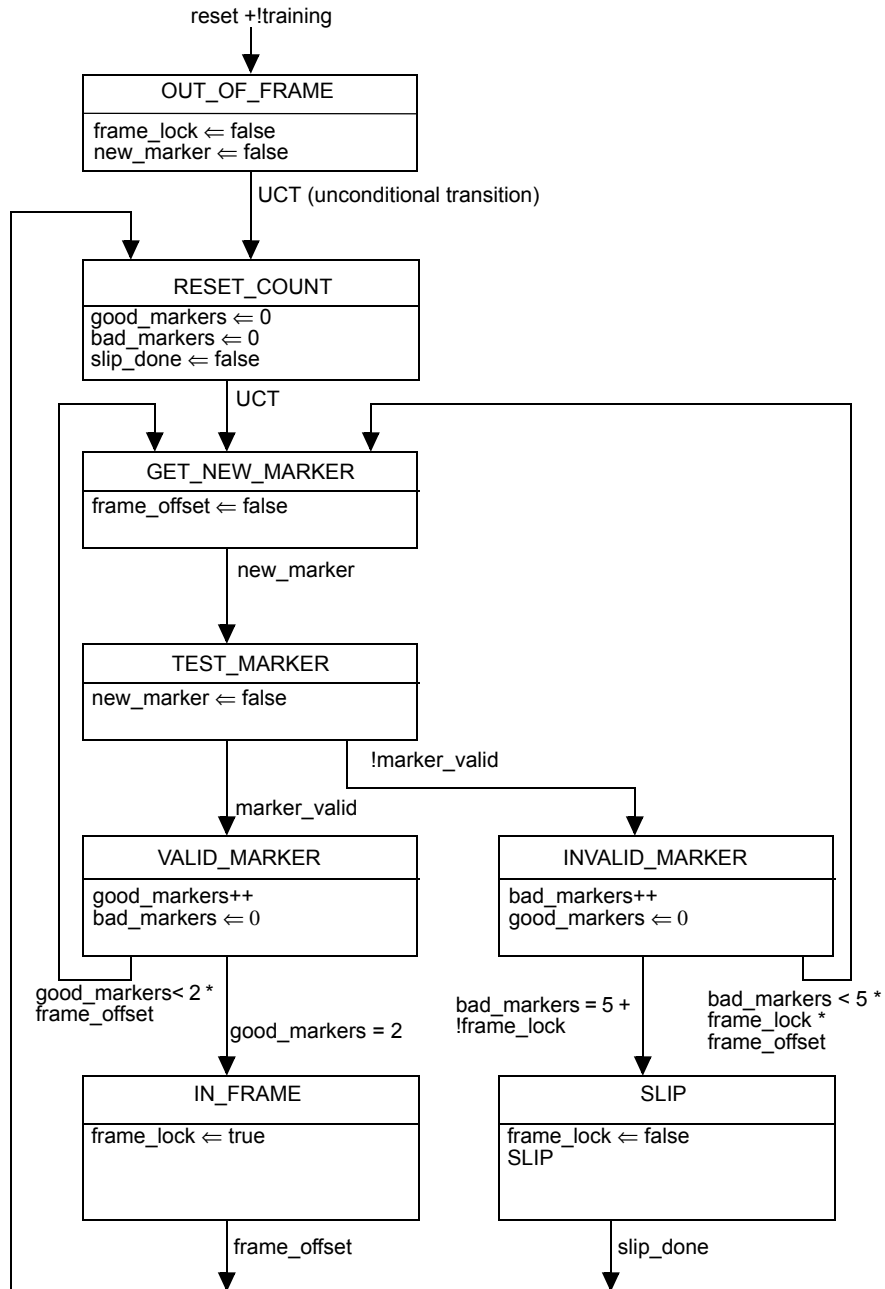 reset +!training
OUT_OF_FRAME
frame_lock ⇐ false
new_marker ⇐ false
UCT (unconditional transition)
RESET_COUNT
good_markers ⇐ 0
bad_markers ⇐ 0
slip_done ⇐ false
UCT
GET_NEW_MARKER
frame_offset ⇐ false
new_marker
TEST_MARKER
new_marker ⇐ false
!marker_valid
marker_valid
VALID_MARKER
good_markers++
bad_markers ⇐ 0
INVALID_MARKER
bad_markers++
good_markers ⇐ 0
good_markers< 2 *
frame_offset
good_markers = 2
bad_markers = 5 +
!frame_lock
bad_markers < 5 *
frame_lock *
frame_offset
IN_FRAME
frame_lock ⇐ true
SLIP
frame_lock ⇐ false
SLIP
frame_offset
slip_done